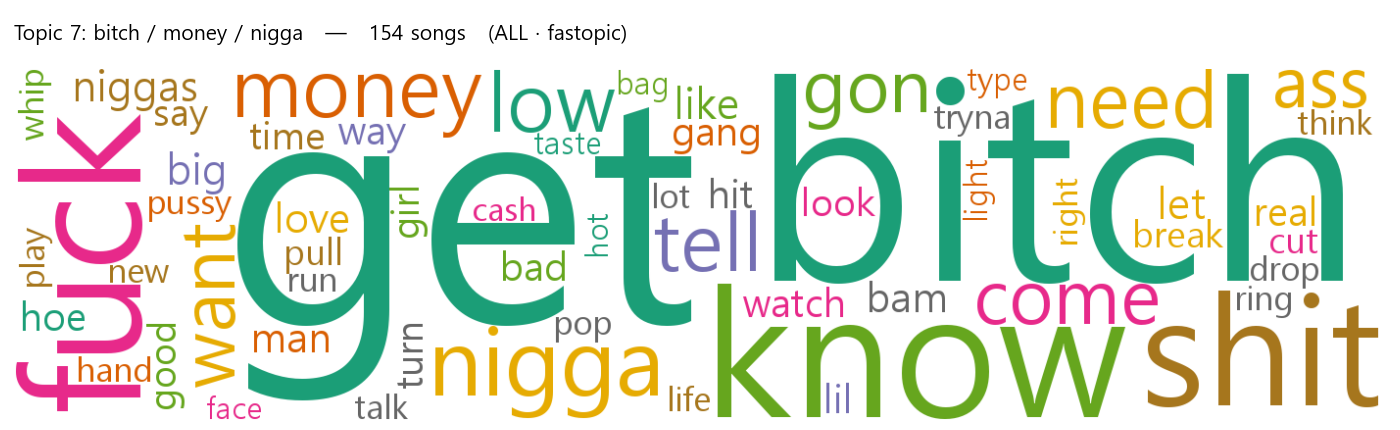 Topic 7: bitch / money / nigga — 154 songs (ALL · fastopic)
whip
niggas
say
money
time
way
low
bag
like
taste
gang
gon
type
tryna
need
ass
think
fuck
big
pussy
play
new
hoe
hand
good
want
get
love
pull
run
girl
cash
bad
hot
lot
hit
tell
bitch
look
light
right
let
break
real
cut
drop
ring
man
face
turn
talk
pop
nigga
life
watch
bam
come
know
lil
shit